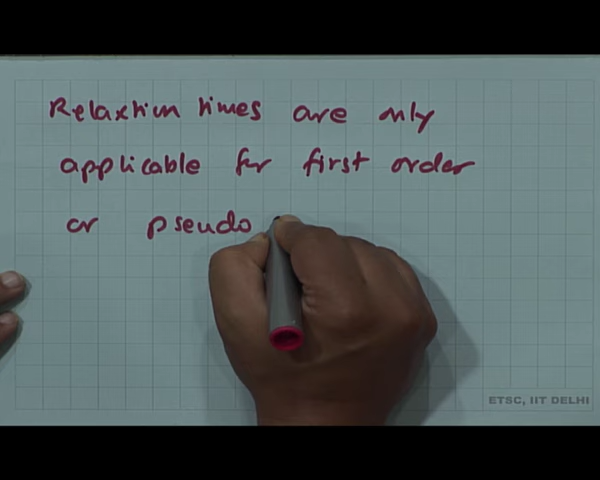 Relaxtion times are only
applicable for first order
or pseudo
ETSC, IIT DELHI